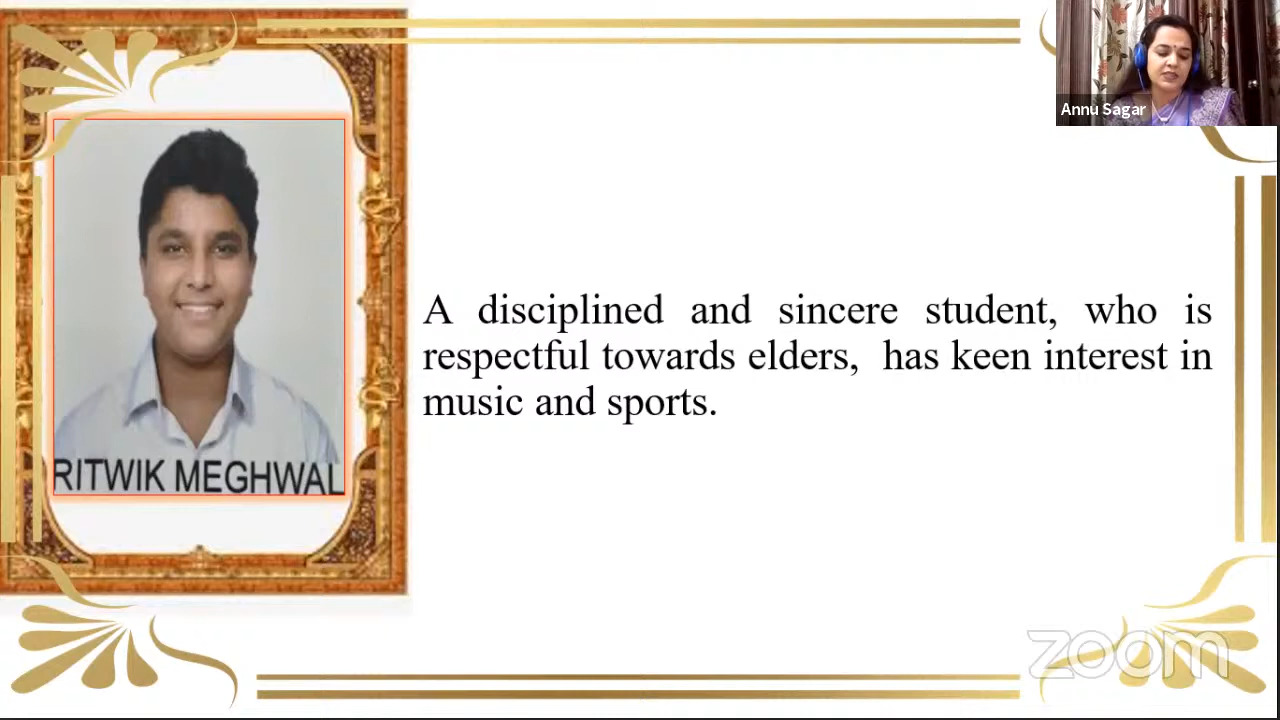 Annu Sagar
A disciplined and sincere student, who is
respectful towards elders, has keen interest in
music and sports.
RITWIK MEGHWAL
zoom